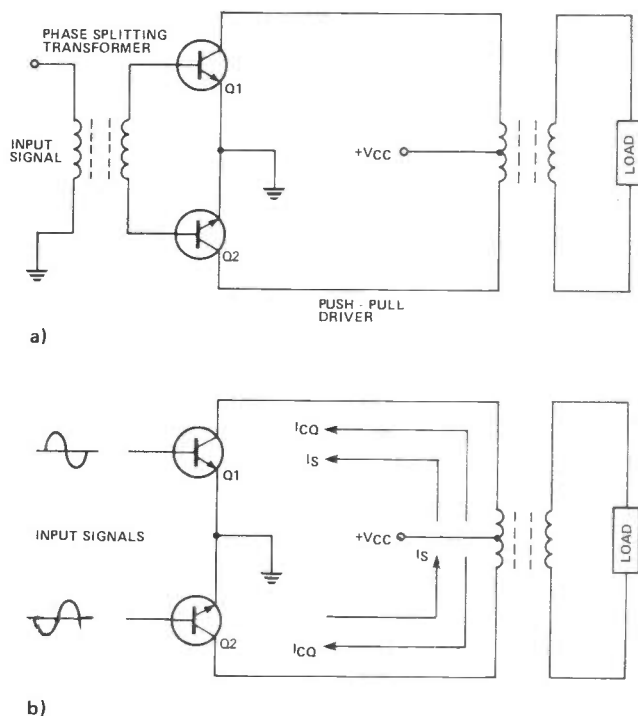 PHASE SPLITTING
TRANSFORMER
Q1
INPUT
SIGNAL
+VCC
LOAD
Q2
PUSH - PULL
DRIVER
a)
ICQ
IS
Q1
INPUT SIGNALS
+VCC
IS
LOAD
Q2
ICQ
b)